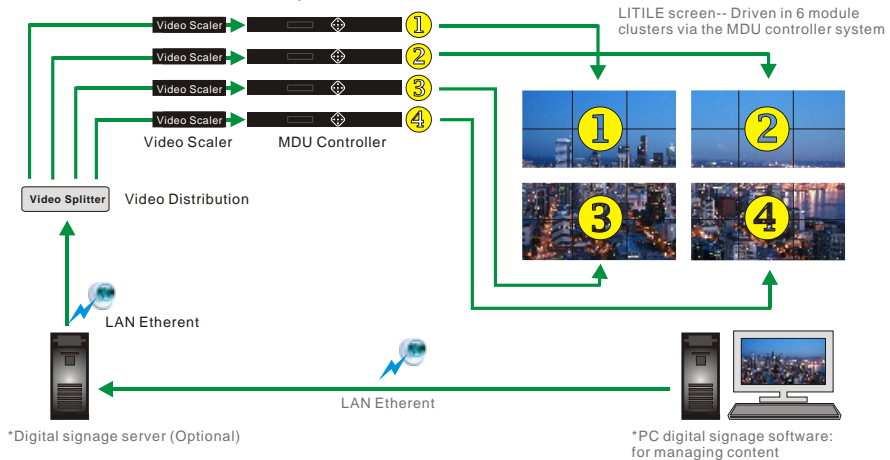 LITILE screen-- Driven in 6 module
clusters via the MDU controller system
Video Scaler
1
Video Scaler
2
Video Scaler
3
Video Scaler
4
Video Scaler
MDU Controller
1
2
3
4
Video Splitter
Video Distribution
LAN Etherent
LAN Etherent
*Digital signage server (Optional)
*PC digital signage software:
for managing content